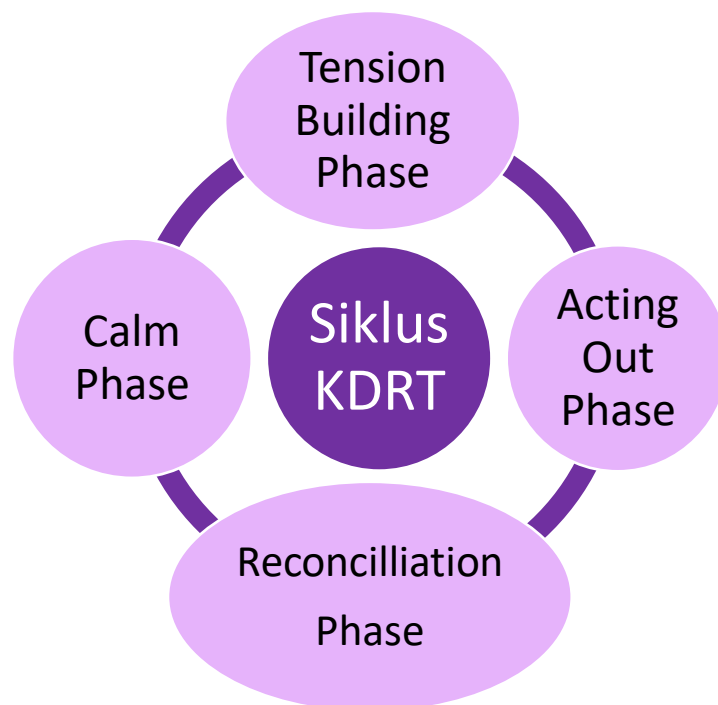 Tension
Building
Phase
Acting
Out
Phase
Reconcilliation
Phase
Calm
Phase
Siklus
KDRT